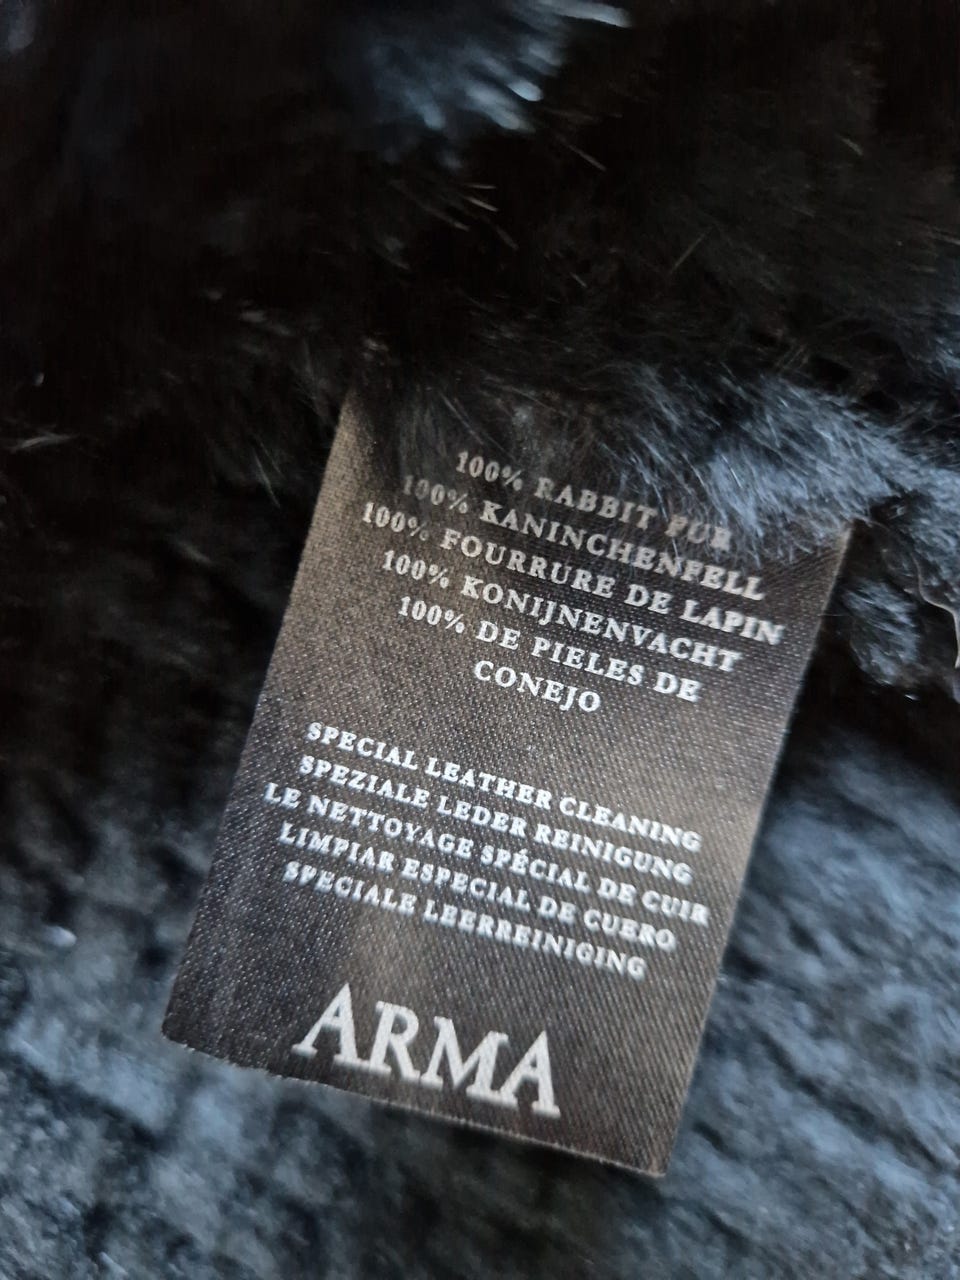 100% RABBIT FUR
100% KANINCHENFELL
100% FOURRURE DE LAPIN
100% KONIJNENVACHT
100% DE PIELES DE
CONEJO
SPECIAL LEATHER CLEANING
SPEZIALE LEDER REINIGUNG
LE NETTOYAGE SPÉCIAL DE CUIR
LIMPIAR ESPECIAL DE CUERO
SPECIALE LEERREINIGING
ARMA